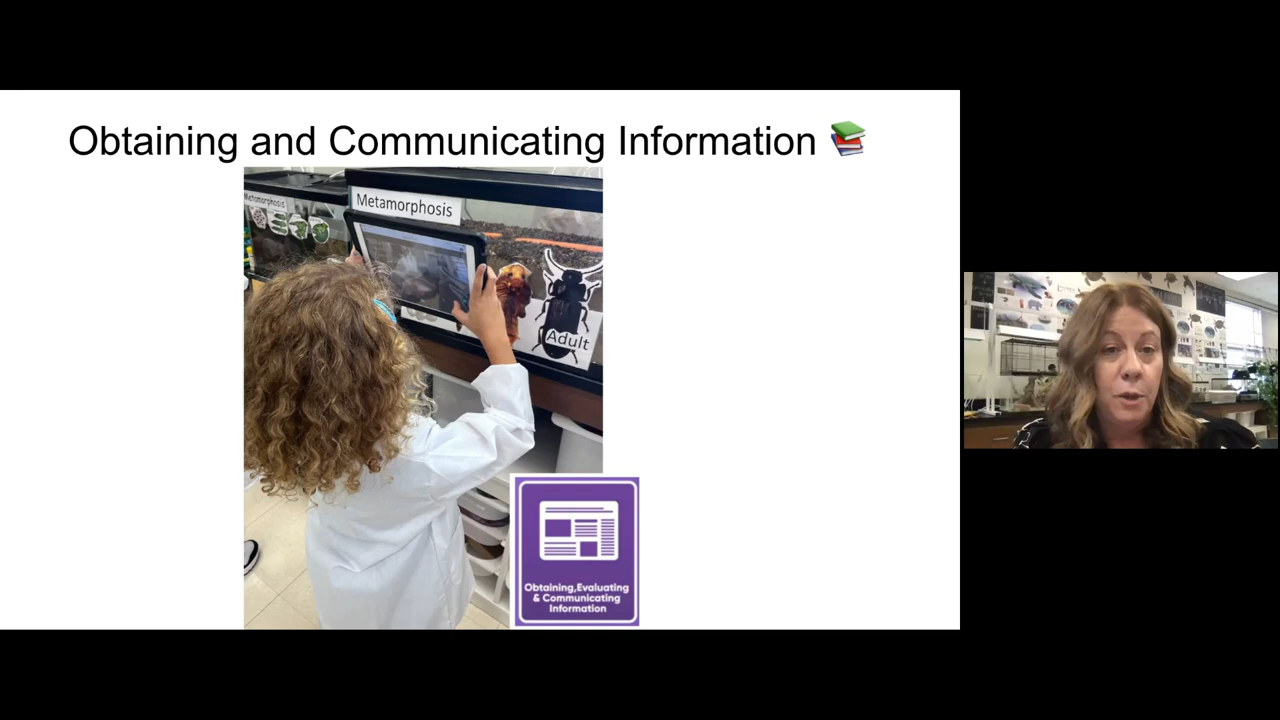 Obtaining and Communicating Information
Metamorphosis
Metamorphosis
Adult
Obtaining,Evaluating
& Communicating
Information